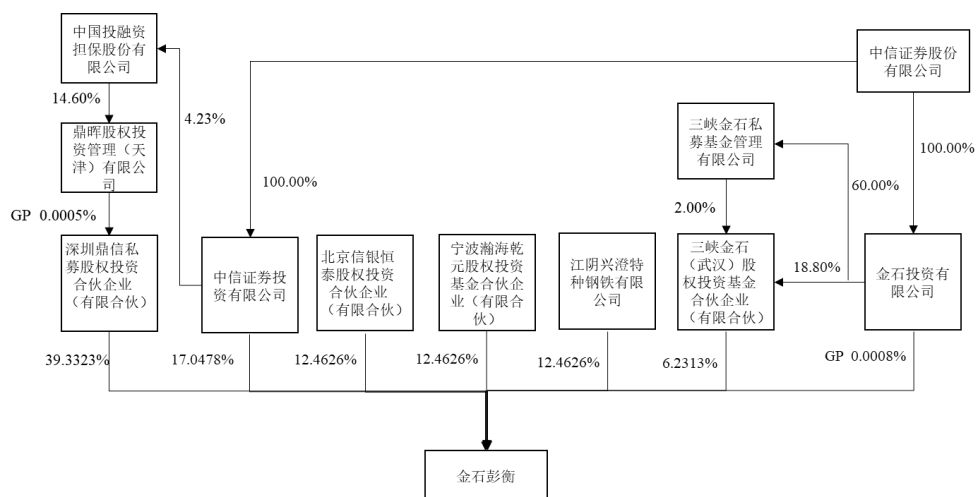 中国投融资
担保股份有
限公司
中信证券股份
有限公司
14.60%
4.23%
鼎晖股权投
资管理（天
津）有限公
司
三峡金石私
募基金管理
有限公司
100.00%
100.00%
60.00%
2.00%
GP 0.0005%
深圳鼎信私
募股权投资
合伙企业
（有限合伙）
中信证券投
资有限公司
北京信银恒
泰股权投资
合伙企业
（有限合伙）
宁波瀚海乾
元股权投资
基金合伙企
业（有限合
伙）
江阴兴澄特
种钢铁有限
公司
三峡金石
（武汉）股
权投资基金
合伙企业
（有限合伙）
18.80%
金石投资有
限公司
39.3323%
17.0478%
12.4626%
12.4626%
12.4626%
6.2313%
GP 0.0008%
金石彭衡